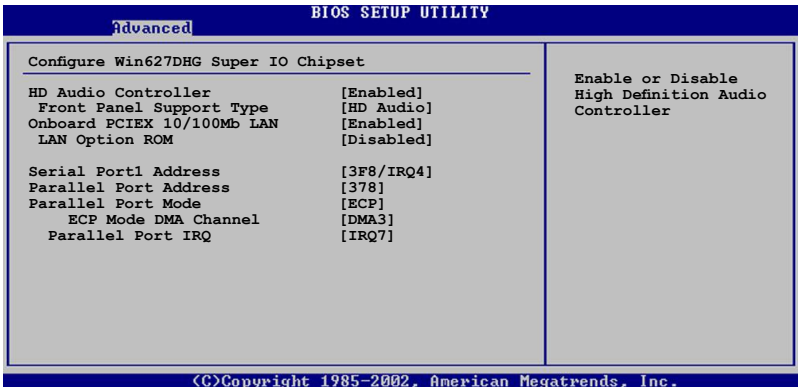 BIOS SETUP UTILITY
Advanced
Configure Win627DHG Super IO Chipset
HD Audio Controller [Enabled]
Front Panel Support Type [HD Audio]
Onboard PCIEX 10/100Mb LAN [Enabled]
LAN Option ROM [Disabled]
Serial Port1 Address [3F8/IRQ4]
Parallel Port Address [378]
Parallel Port Mode [ECP]
ECP Mode DMA Channel [DMA3]
Parallel Port IRQ [IRQ7]
Enable or Disable
High Definition Audio
Controller
(C)Copyright 1985-2002, American Megatrends, Inc.